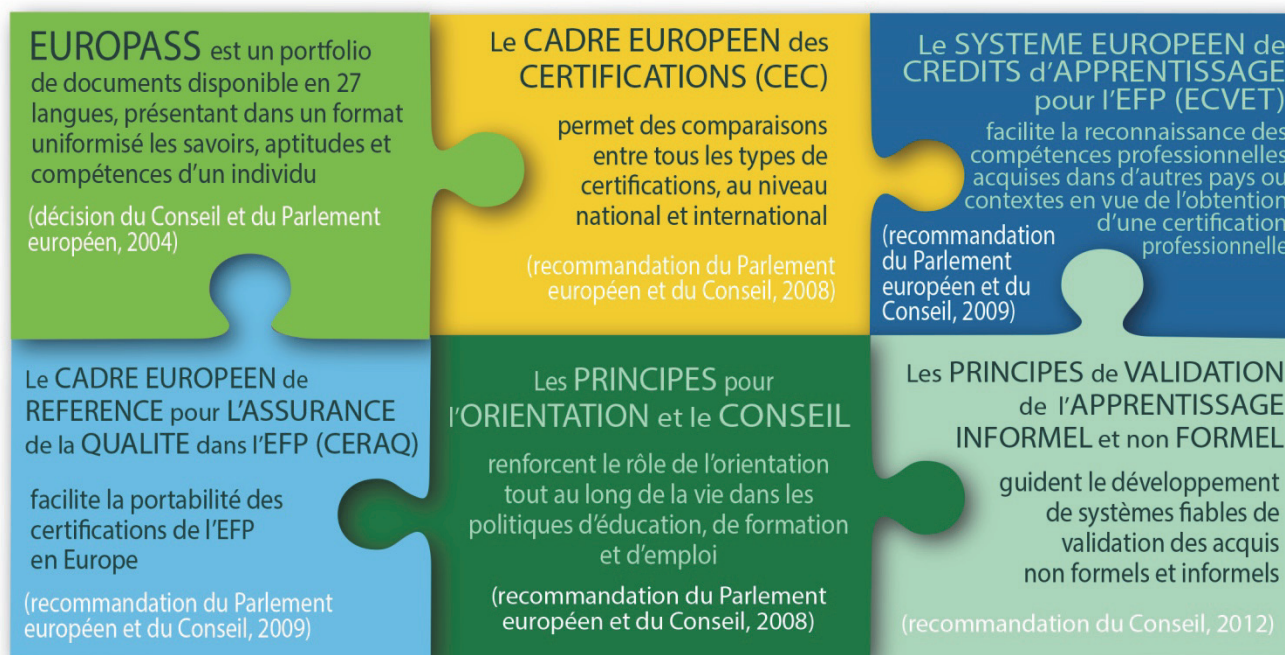 EUROPASS est un portfolio
de documents disponible en 27
langues, présentant dans un format
uniformisé les savoirs, aptitudes et
compétences d'un individu
(décision du Conseil et du Parlement
européen, 2004)
Le CADRE EUROPEEN des
CERTIFICATIONS (CEC)
permet des comparaisons
entre tous les types de
certifications, au niveau
national et international
(recommandation du Parlement
européen et du Conseil, 2008)
Le SYSTEME EUROPEEN de
CREDITS d'APPRENTISSAGE
pour l'EFP (ECVET)
facilite la reconnaissance des
compétences professionnelles
acquises dans d'autres pays ou
contextes en vue de l'obtention
d'une certification
professionnelle
(recommandation
du Parlement
européen et du
Conseil, 2009)
Le CADRE EUROPEEN de
REFERENCE pour L'ASSURANCE
de la QUALITE dans l'EFP (CERAQ)
facilite la portabilité des
certifications de l'EFP
en Europe
(recommandation du Parlement
européen et du Conseil, 2009)
Les PRINCIPES pour
l'ORIENTATION et le CONSEIL
renforcent le rôle de l'orientation
tout au long de la vie dans les
politiques d'éducation, de formation
et d'emploi
(recommandation du Parlement
européen et du Conseil, 2008)
Les PRINCIPES de VALIDATION
de l'APPRENTISSAGE
INFORMEL et non FORMEL
guident le développement
de systèmes fiables de
validation des acquis
non formels et informels
(recommandation du Conseil, 2012)